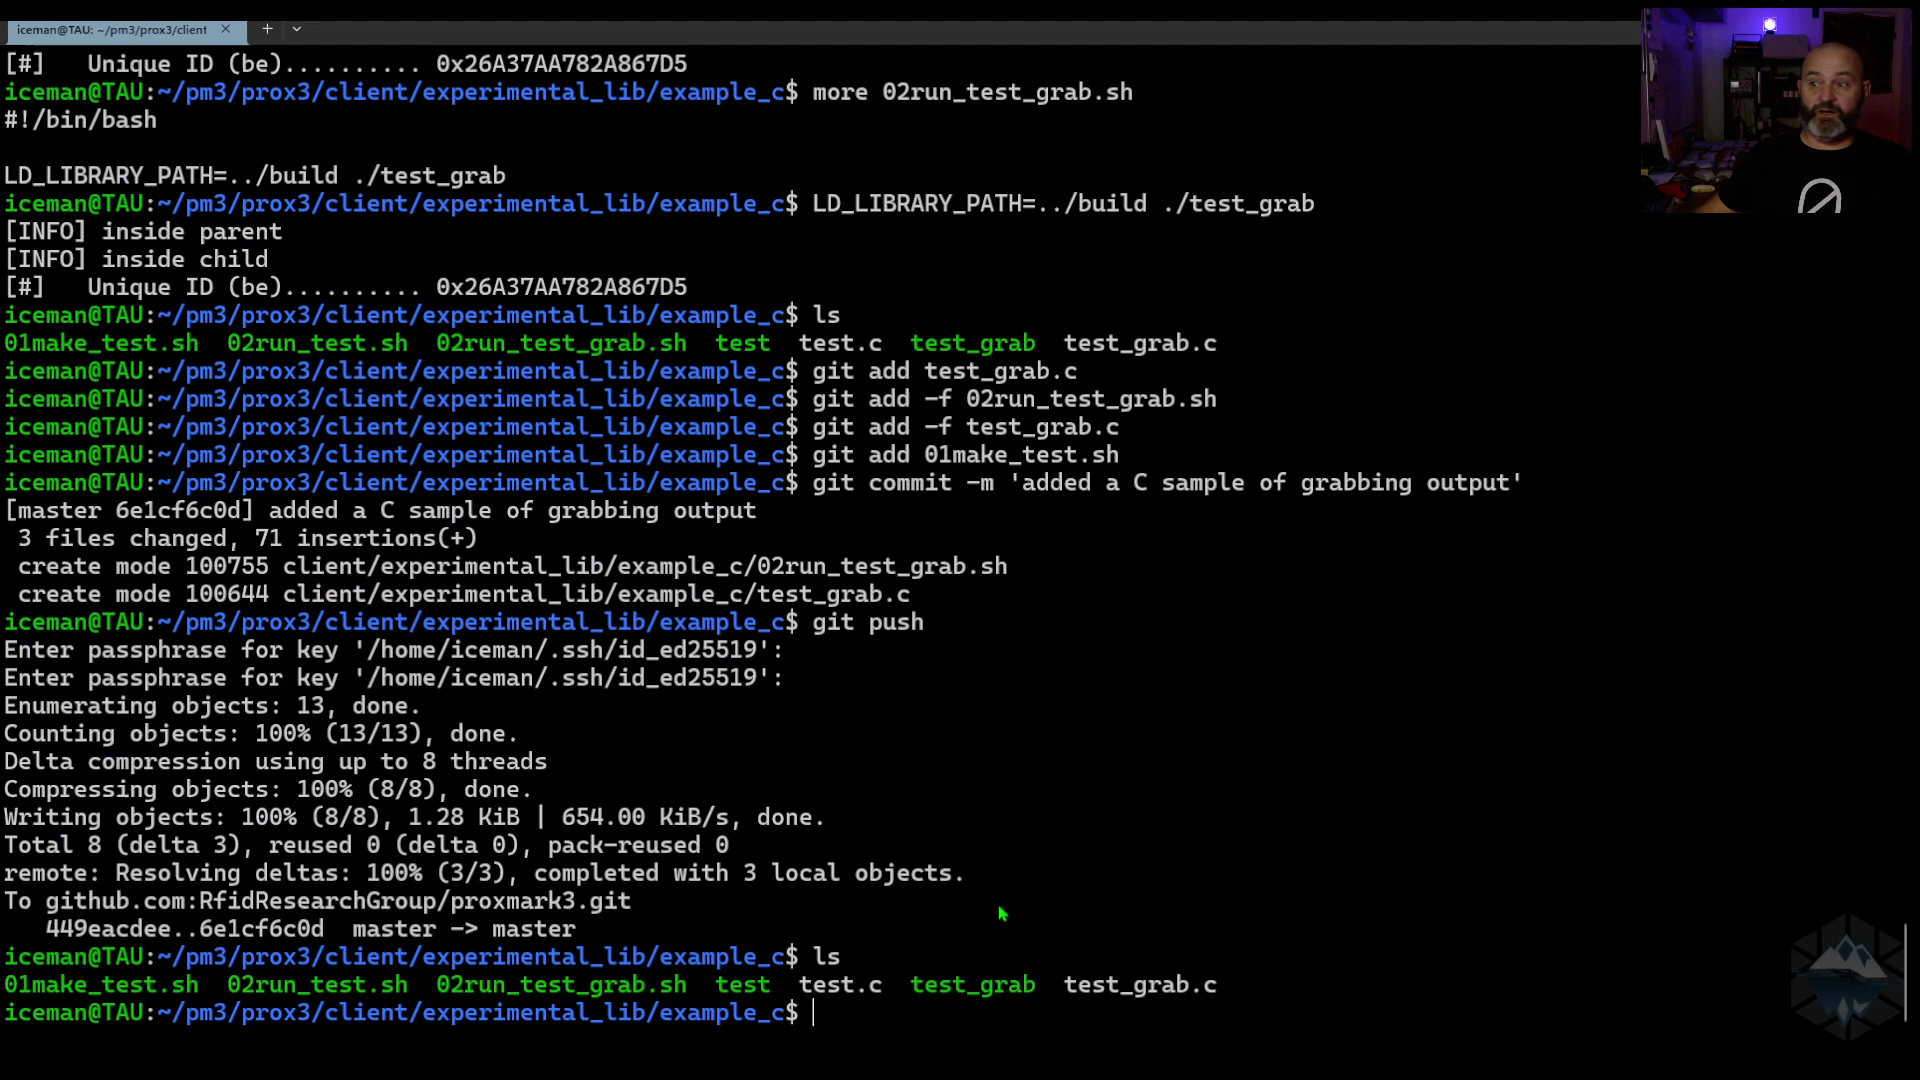 iceman@TAU: ~/pm3/prox3/client
[#]   Unique ID (be).......... 0x26A37AA782A867D5
iceman@TAU:~/pm3/prox3/client/experimental_lib/example_c$ more 02run_test_grab.sh
#!/bin/bash
LD_LIBRARY_PATH=../build ./test_grab
iceman@TAU:~/pm3/prox3/client/experimental_lib/example_c$ LD_LIBRARY_PATH=../build ./test_grab
[INFO] inside parent
[INFO] inside child
[#]   Unique ID (be).......... 0x26A37AA782A867D5
iceman@TAU:~/pm3/prox3/client/experimental_lib/example_c$ ls
01make_test.sh  02run_test.sh  02run_test_grab.sh  test  test.c  test_grab  test_grab.c
iceman@TAU:~/pm3/prox3/client/experimental_lib/example_c$ git add test_grab.c
iceman@TAU:~/pm3/prox3/client/experimental_lib/example_c$ git add -f 02run_test_grab.sh
iceman@TAU:~/pm3/prox3/client/experimental_lib/example_c$ git add -f test_grab.c
iceman@TAU:~/pm3/prox3/client/experimental_lib/example_c$ git add 01make_test.sh
iceman@TAU:~/pm3/prox3/client/experimental_lib/example_c$ git commit -m 'added a C sample of grabbing output'
[master 6e1cf6c0d] added a C sample of grabbing output
 3 files changed, 71 insertions(+)
 create mode 100755 client/experimental_lib/example_c/02run_test_grab.sh
 create mode 100644 client/experimental_lib/example_c/test_grab.c
iceman@TAU:~/pm3/prox3/client/experimental_lib/example_c$ git push
Enter passphrase for key '/home/iceman/.ssh/id_ed25519':
Enter passphrase for key '/home/iceman/.ssh/id_ed25519':
Enumerating objects: 13, done.
Counting objects: 100% (13/13), done.
Delta compression using up to 8 threads
Compressing objects: 100% (8/8), done.
Writing objects: 100% (8/8), 1.28 KiB | 654.00 KiB/s, done.
Total 8 (delta 3), reused 0 (delta 0), pack-reused 0
remote: Resolving deltas: 100% (3/3), completed with 3 local objects.
To github.com:RfidResearchGroup/proxmark3.git
   449eacdee..6e1cf6c0d  master -> master
iceman@TAU:~/pm3/prox3/client/experimental_lib/example_c$ ls
01make_test.sh  02run_test.sh  02run_test_grab.sh  test  test.c  test_grab  test_grab.c
iceman@TAU:~/pm3/prox3/client/experimental_lib/example_c$